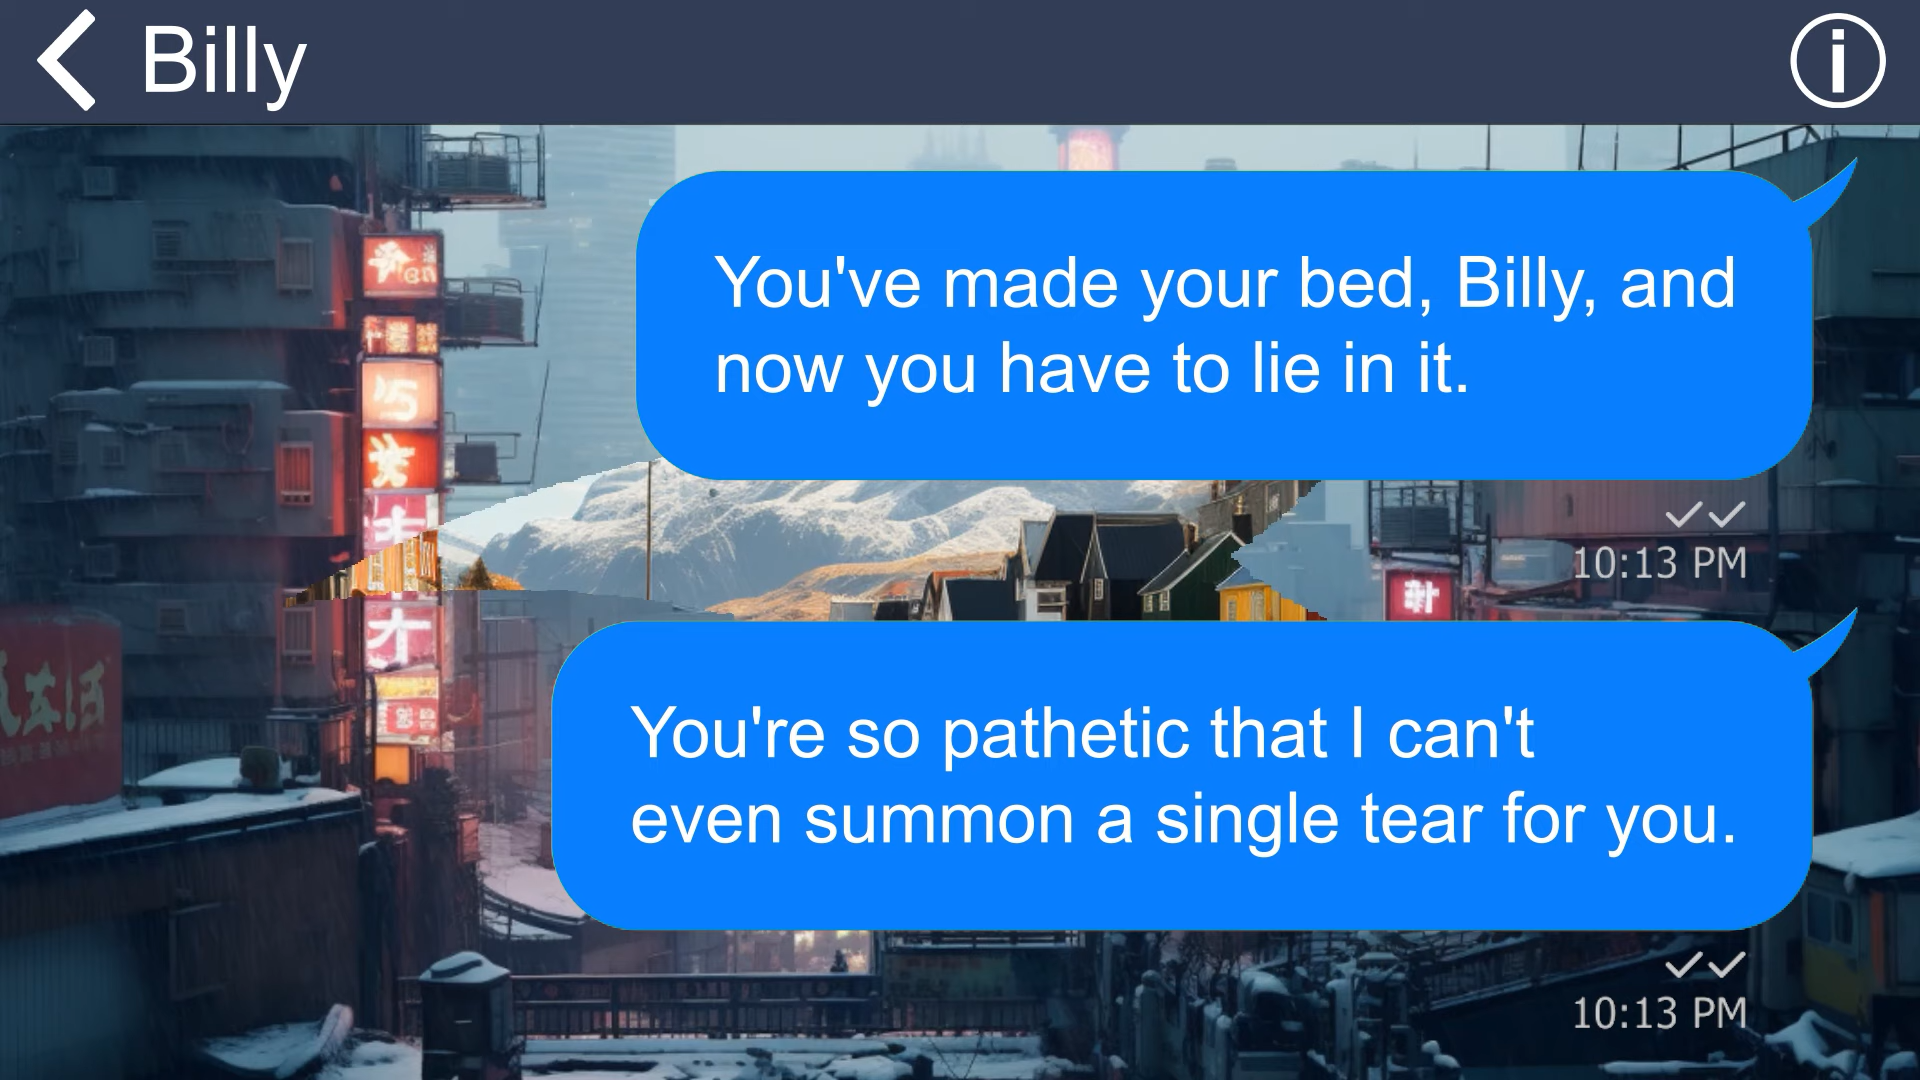 Billy
You've made your bed, Billy, and
now you have to lie in it.
10:13 PM
You're so pathetic that I can't
even summon a single tear for you.
10:13 PM